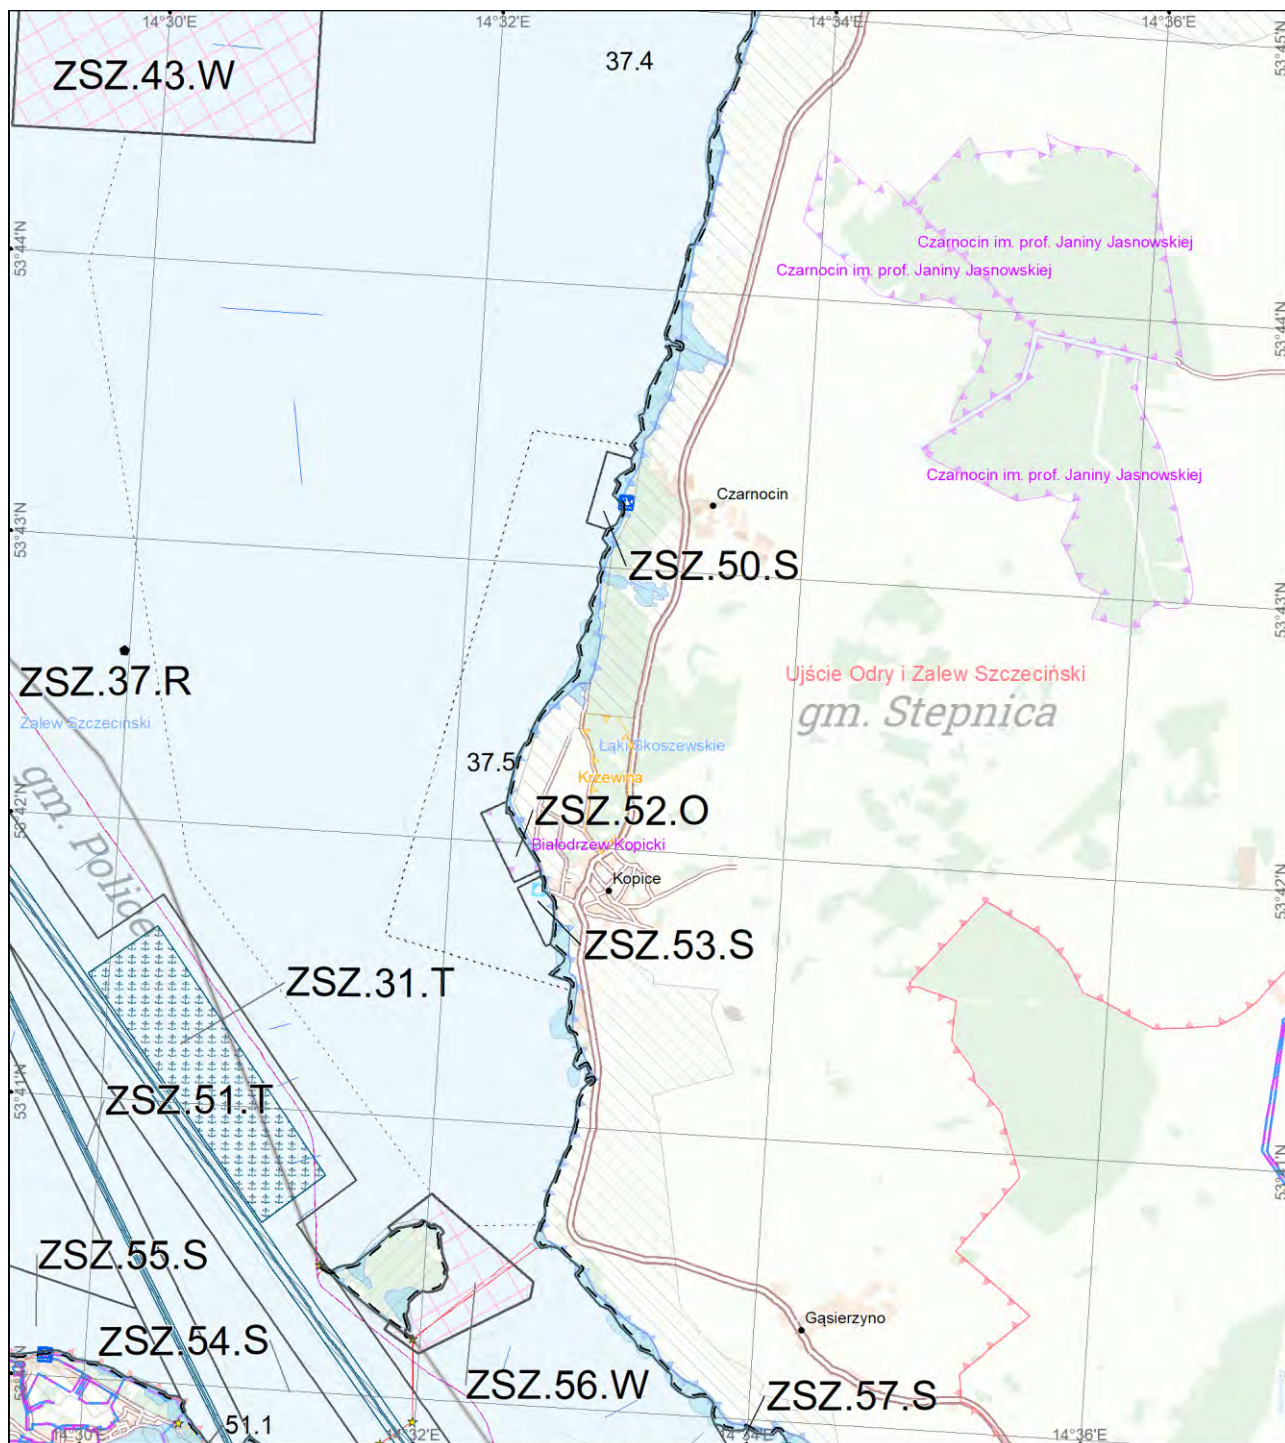 14°30'E
14°32'E
14°34'E
14°36'E
53°45'N
37.4
ZSZ.43.W
53°44'N
Czarnocin im. prof. Janiny Jasnowskiej
Czarnocin im. prof. Janiny Jasnowskiej
53°44'N
Czarnocin im. prof. Janiny Jasnowskiej
Czarnocin
53°43'N
ZSZ.50.S
53°43'N
ZSZ.37.R
Ujście Odry i Zalew Szczeciński
gm. Stepnica
Zalew Szczeciński
Łąki Skoszewskie
37.5
Krzewina
gm. Police
53°42'N
ZSZ.52.O
Białodrzew Kopicki
Kopice
53°42'N
ZSZ.53.S
ZSZ.31.T
53°41'N
ZSZ.51.T
53°41'N
ZSZ.55.S
Gąsierzyno
ZSZ.54.S
ZSZ.56.W
ZSZ.57.S
51.1
14°30'E
14°32'E
14°34'E
14°36'E